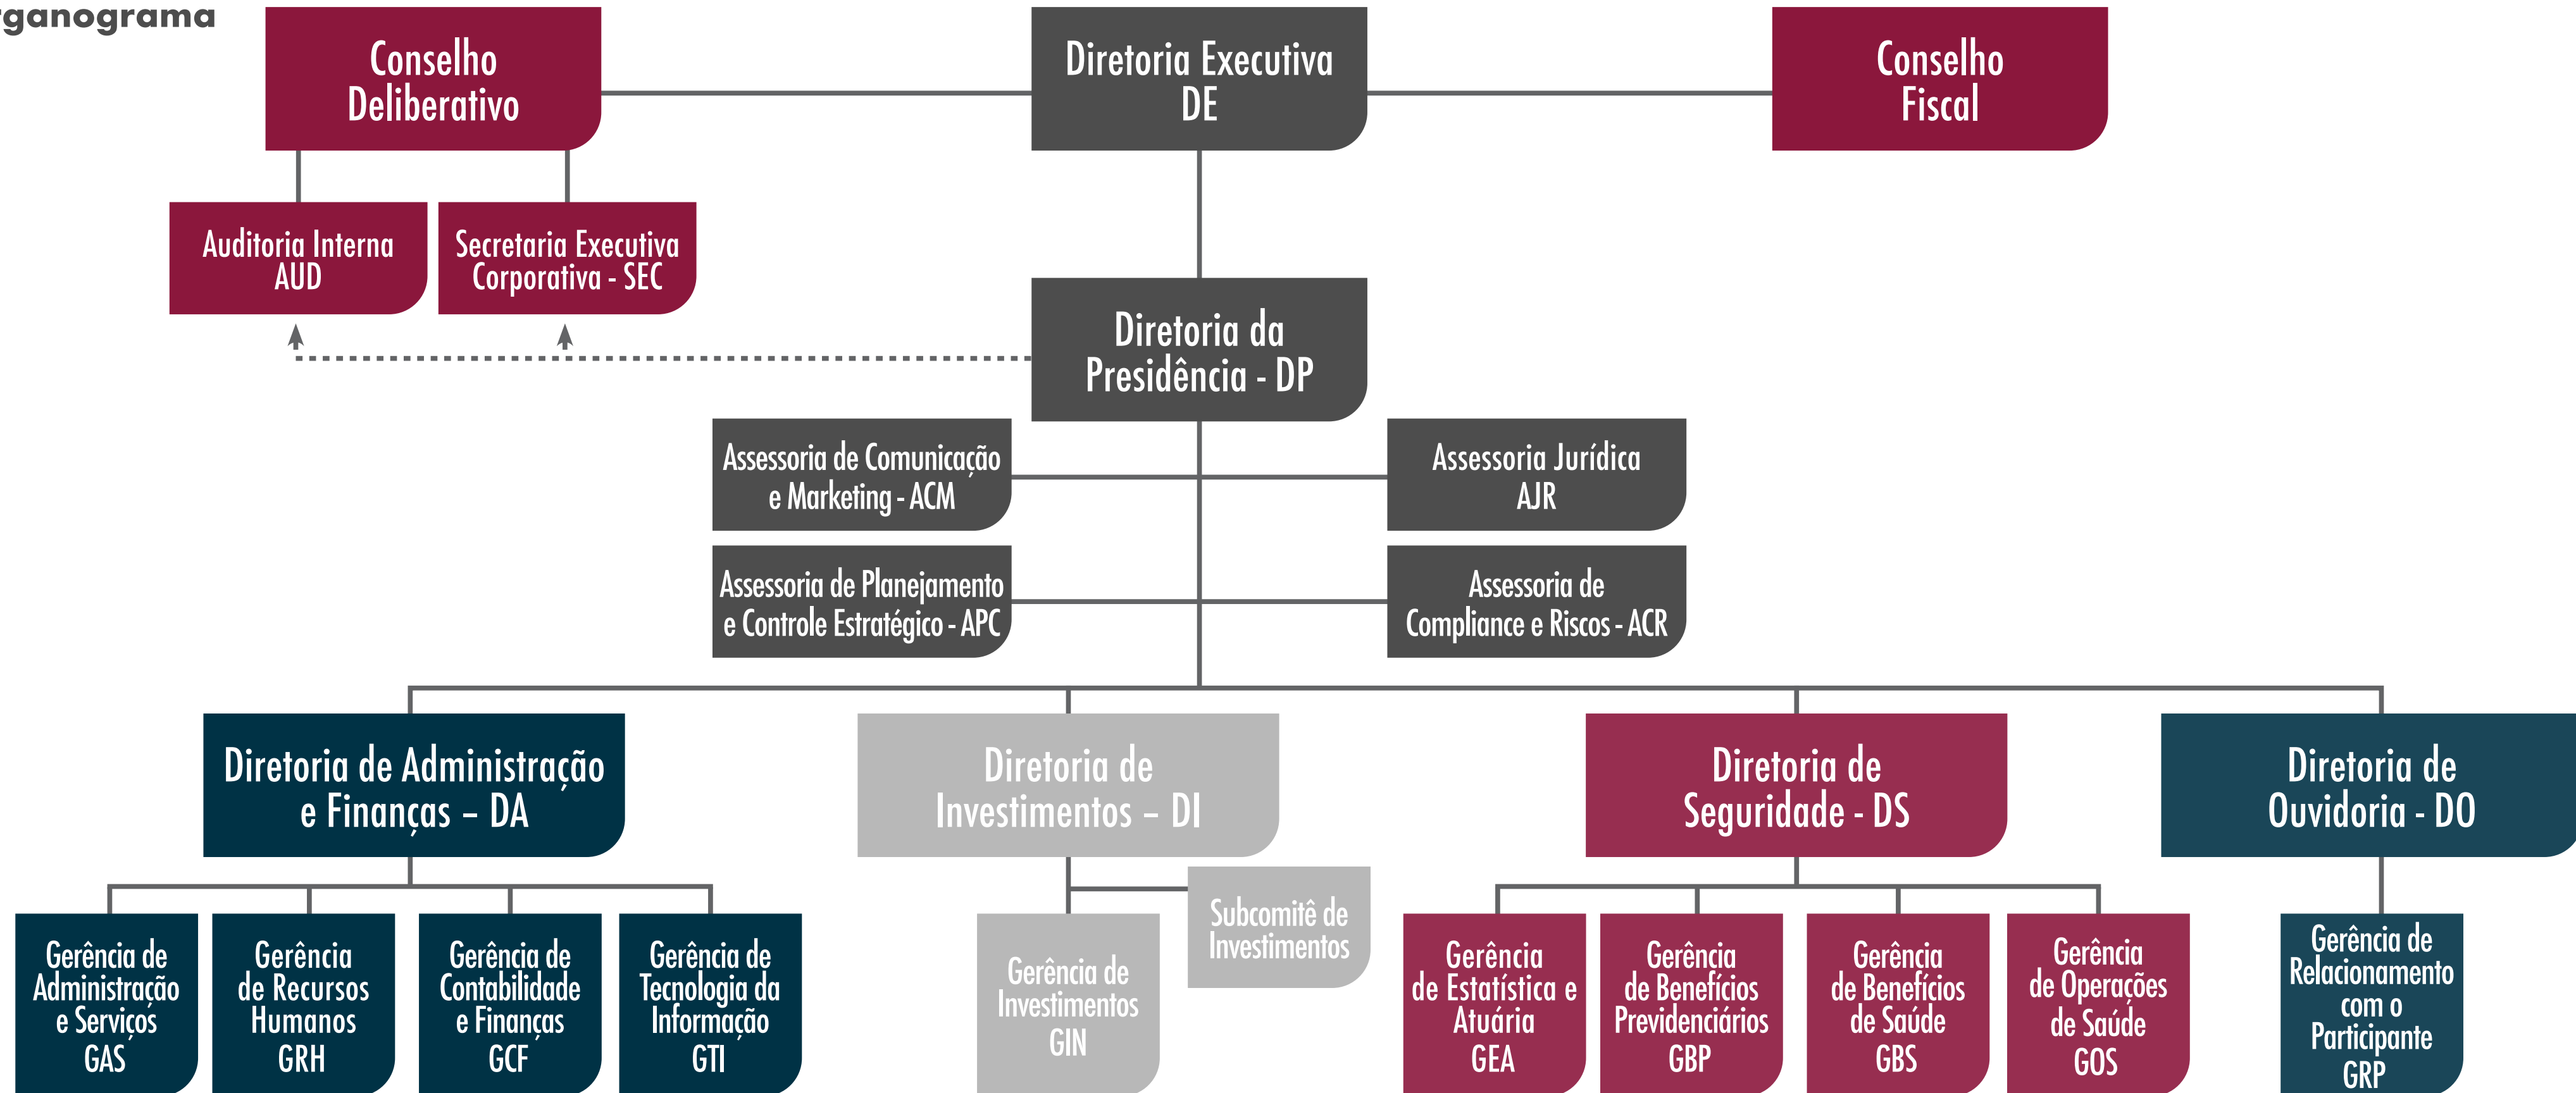 rganograma
Conselho
Deliberativo
Diretoria Executiva
DE
Conselho
Fiscal
Auditoria Interna
AUD
Secretaria Executiva
Corporativa - SEC
Diretoria da
Presidência - DP
Assessoria de Comunicação
e Marketing - ACM
Assessoria Jurídica
AJR
Assessoria de Planejamento
e Controle Estratégico - APC
Assessoria de
Compliance e Riscos - ACR
Diretoria de Administração
e Finanças – DA
Diretoria de
Investimentos – DI
Diretoria de
Seguridade - DS
Diretoria de
Ouvidoria - DO
Gerência de
Administração
e Serviços
GAS
Gerência
de Recursos
Humanos
GRH
Gerência de
Contabilidade
e Finanças
GCF
Gerência de
Tecnologia da
Informação
GTI
Gerência de
Investimentos
GIN
Subcomitê de
Investimentos
Gerência
de Estatística e
Atuária
GEA
Gerência
de Benefícios
Previdenciários
GBP
Gerência
de Benefícios
de Saúde
GBS
Gerência
de Operações
de Saúde
GOS
Gerência de
Relacionamento
com o
Participante
GRP